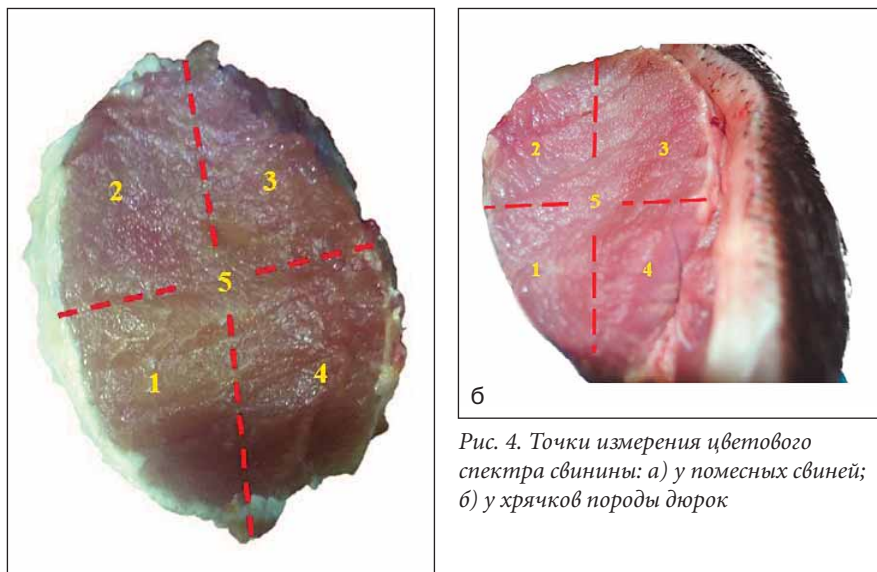 2
3
5
1
4
2
3
5
1
4
б
Рис. 4. Точки измерения цветового
спектра свинины: а) у помесных свиней;
б) у хрячков породы дюрок